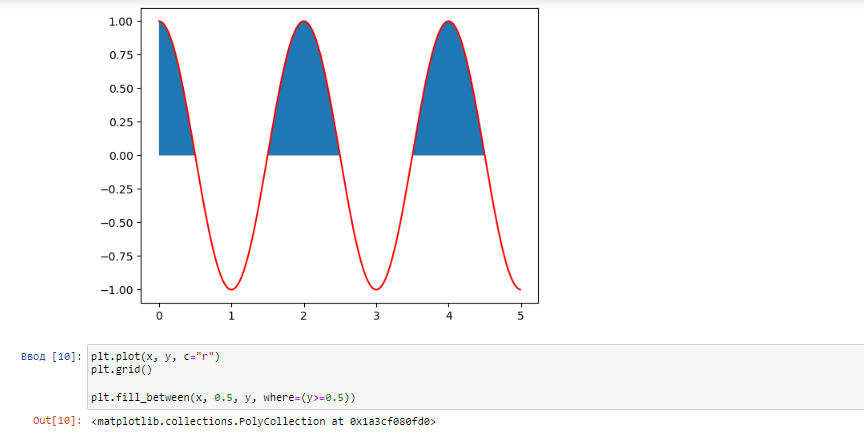 1.00
0.75
0.50
0.25
0.00
−0.25
−0.50
−0.75
−1.00
0 1 2 3 4 5
Ввод [10]: plt.plot(x, y, c="r")
plt.grid()
plt.fill_between(x, 0.5, y, where=(y>=0.5))
Out[10]: <matplotlib.collections.PolyCollection at 0x1a3cf080fd0>